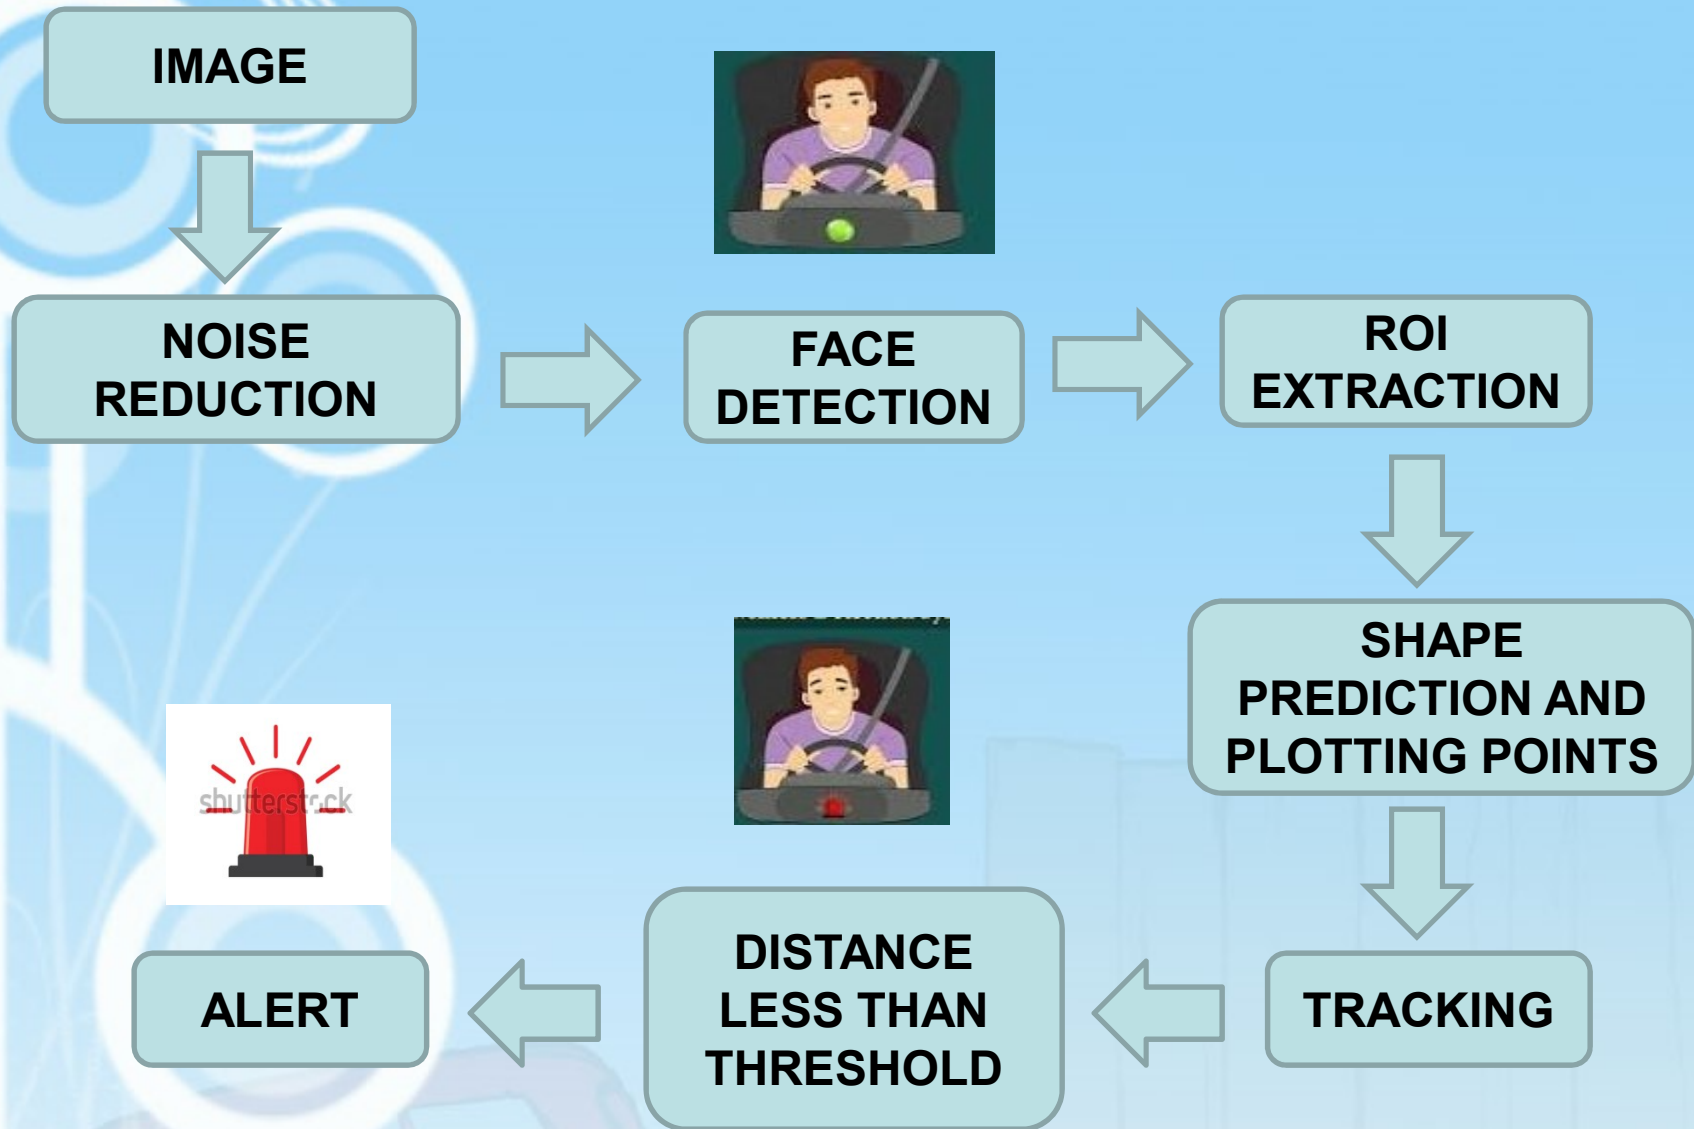 IMAGE
NOISE
REDUCTION
FACE
DETECTION
ROI
EXTRACTION
SHAPE
PREDICTION AND
PLOTTING POINTS
TRACKING
DISTANCE
LESS THAN
THRESHOLD
ALERT
shutterstock